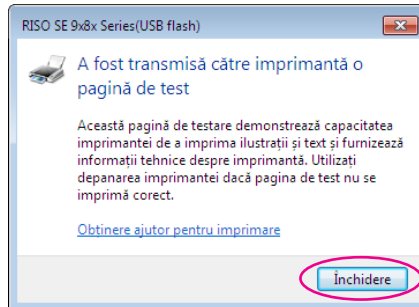 RISO SE 9x8x Series(USB flash)
A fost transmisă către imprimantă o
pagină de test
Această pagină de testare demonstrează capacitatea
imprimantei de a imprima ilustrații și text și furnizează
informații tehnice despre imprimantă. Utilizați
depanarea imprimantei dacă pagina de test nu se
imprimă corect.
Obținere ajutor pentru imprimare
Închidere